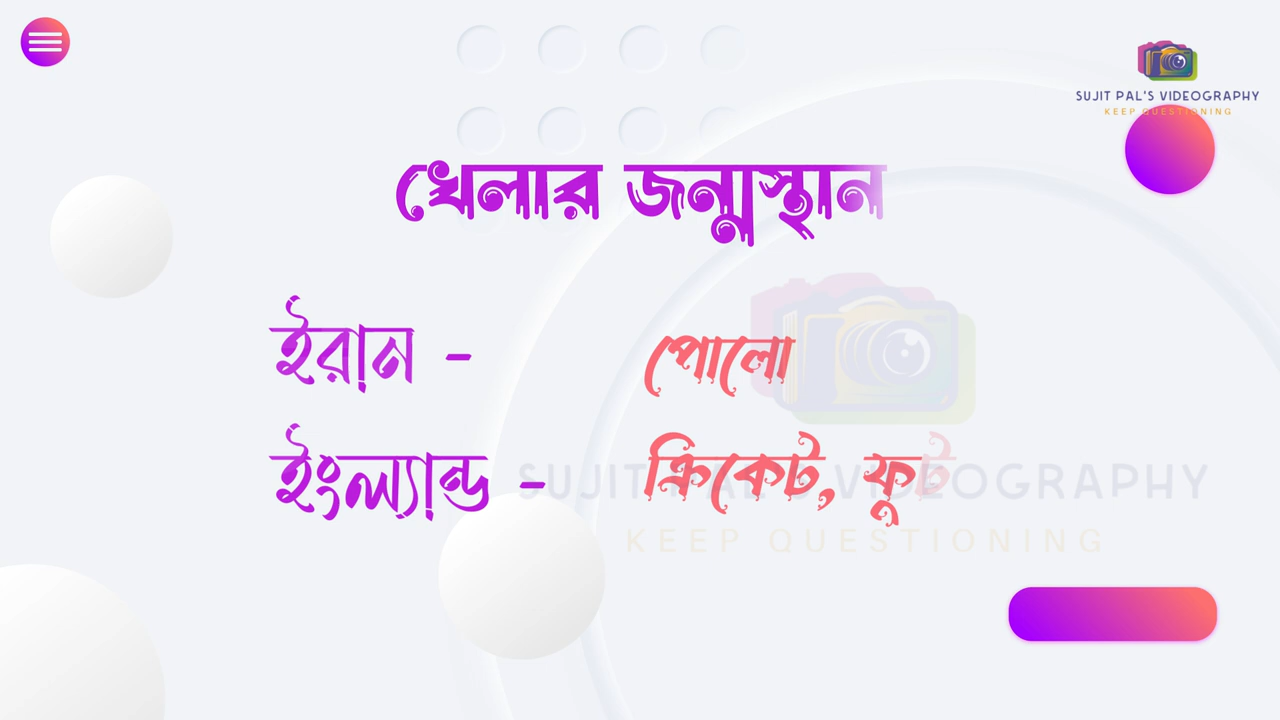 SUJIT PAL'S VIDEOGRAPHY
KEEP QUESTIONING
খেলার জন্মস্থান
ইরান - পোলো
ইংল্যান্ড - ক্রিকেট, ফুট
SUJIT PAL'S VIDEOGRAPHY
KEEP QUESTIONING